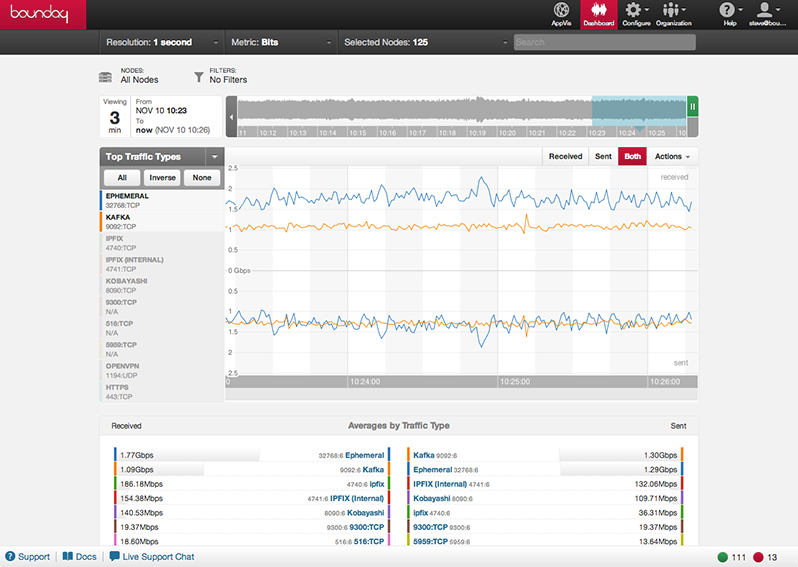 boundary
AppVis
Dashboard
Configure
Organization
Help
steve@bou...
Resolution: 1 second
Metric: Bits
Selected Nodes: 125
Search
NODES:
All Nodes
FILTERS:
No Filters
Viewing
3
min
From
NOV 10 10:23
To
now (NOV 10 10:26)
11 10:12 10:13 10:14 10:15 10:16 10:17 10:18 10:19 10:20 10:21 10:22 10:23 10:24 10:25 10:
Top Traffic Types
All Inverse None
EPHEMERAL
32768:TCP
KAFKA
9092:TCP
IPFIX
4740:TCP
IPFIX (INTERNAL)
4741:TCP
KOBAYASHI
8090:TCP
9300:TCP
N/A
516:TCP
N/A
5959:TCP
N/A
OPENVPN
1194:UDP
HTTPS
443:TCP
Received Sent Both Actions
2.5
received
2
1.5
1
0.5
0 Gbps
0.5
1
1.5
2
sent
2.5
0 10:24:00 10:25:00 10:26:00
Received Averages by Traffic Type Sent
1.77Gbps 32768:6 Ephemeral Kafka 9092:6 1.30Gbps
1.09Gbps 9092:6 Kafka Ephemeral 32768:6 1.29Gbps
186.18Mbps 4740:6 ipfix IPFIX (Internal) 4741:6 132.06Mbps
154.38Mbps 4741:6 IPFIX (Internal) Kobayashi 8090:6 109.71Mbps
140.53Mbps 8090:6 Kobayashi ipfix 4740:6 36.31Mbps
19.37Mbps 9300:6 9300:TCP 9300:TCP 9300:6 19.37Mbps
18.60Mbps 516:6 516:TCP 5959:TCP 5959:6 13.64Mbps
Support Docs Live Support Chat 111 13